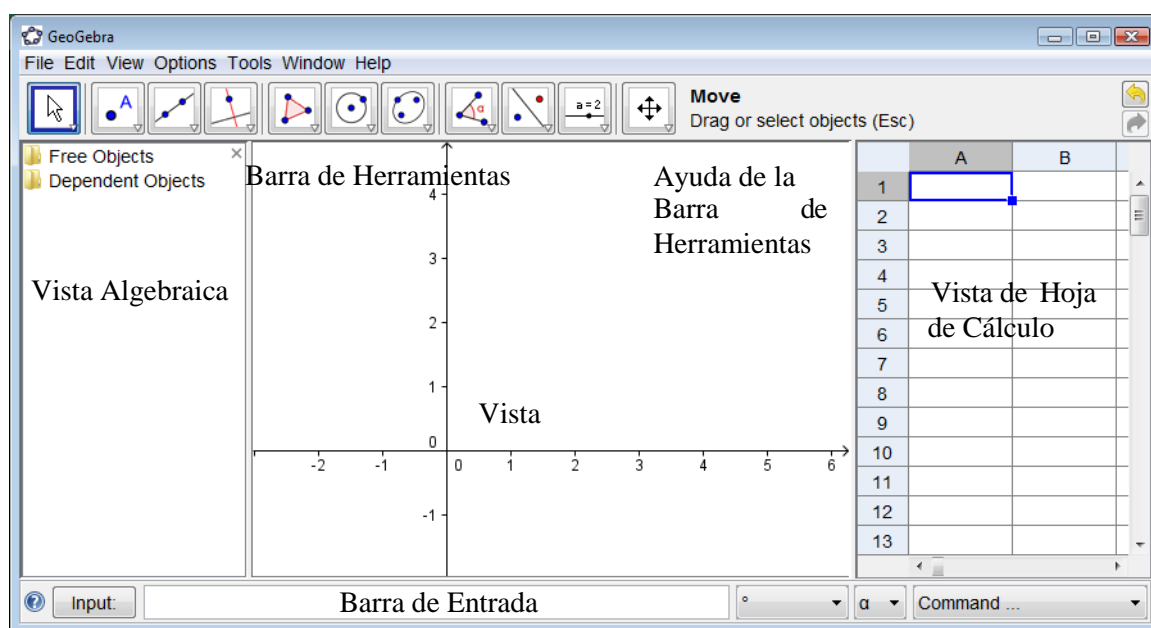 GeoGebra
File Edit View Options Tools Window Help
A
α
a = 2
Move
Drag or select objects (Esc)
Free Objects
Dependent Objects
Vista Algebraica
Barra de Herramientas
Ayuda de la
Barra de
Herramientas
4
3
2
1
0
-1
Vista
-2 -1 0 1 2 3 4 5 6
A B
1
2
3
4
5
6
7
8
9
10
11
12
13
Vista de Hoja
de Cálculo
Input:
Barra de Entrada
°
α
Command ...